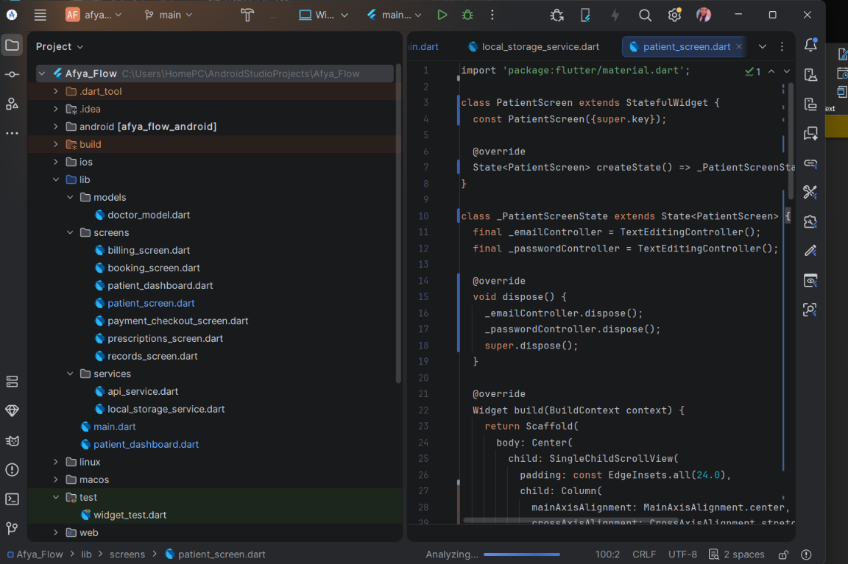 AF afya... main Wi... main....
Project
Afya_Flow C:\Users\HomePC\AndroidStudioProjects\Afya_Flow
.dart_tool
.idea
android [afya_flow_android]
build
ios
lib
models
doctor_model.dart
screens
billing_screen.dart
booking_screen.dart
patient_dashboard.dart
patient_screen.dart
payment_checkout_screen.dart
prescriptions_screen.dart
records_screen.dart
services
api_service.dart
local_storage_service.dart
main.dart
patient_dashboard.dart
linux
macos
test
widget_test.dart
web
in.dart local_storage_service.dart patient_screen.dart
1 import 'package:flutter/material.dart'; 1
2
3 class PatientScreen extends StatefulWidget {
4 const PatientScreen({super.key});
5
6 @override
7 State<PatientScreen> createState() => _PatientScreenSta
8 }
9
10 class _PatientScreenState extends State<PatientScreen> {
11 final _emailController = TextEditingController();
12 final _passwordController = TextEditingController();
13
14 @override
15 void dispose() {
16 _emailController.dispose();
17 _passwordController.dispose();
18 super.dispose();
19 }
20
21 @override
22 Widget build(BuildContext context) {
23 return Scaffold(
24 body: Center(
25 child: SingleChildScrollView(
26 padding: const EdgeInsets.all(24.0),
27 child: Column(
28 mainAxisAlignment: MainAxisAlignment.center,
29 crossAxisAlignment: CrossAxisAlignment.stretc
ext
Afya_Flow > lib > screens > patient_screen.dart Analyzing... 100:2 CRLF UTF-8 2 spaces